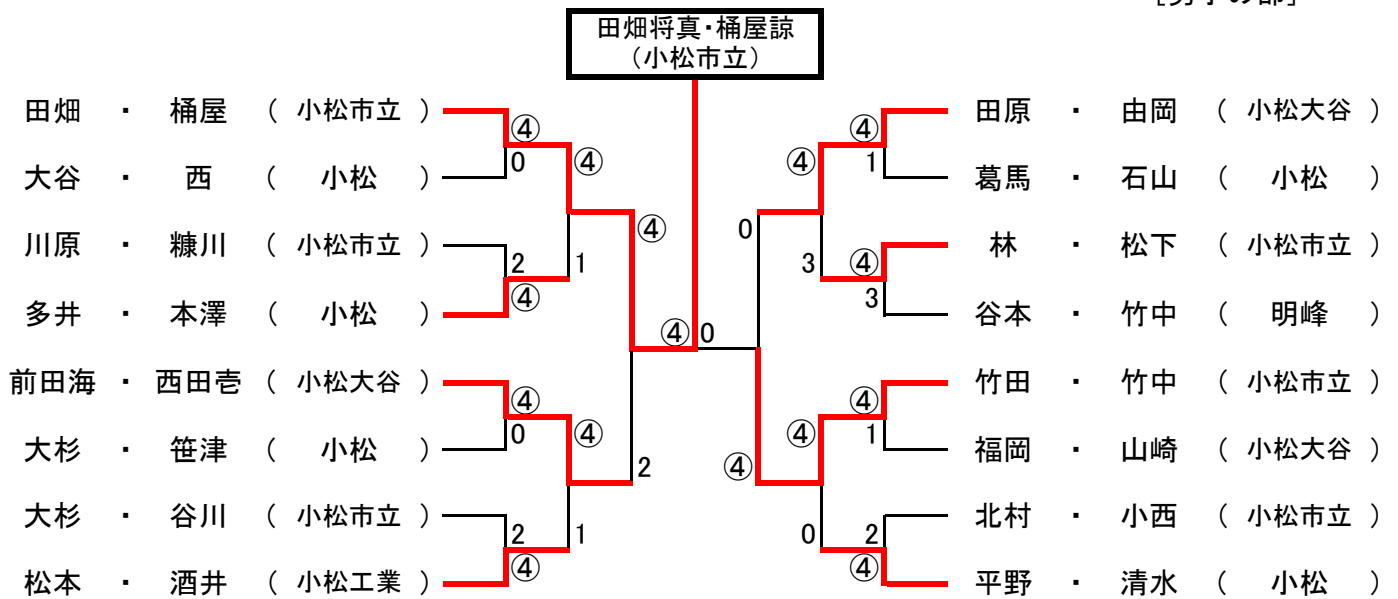 [男子の部]
田畑将真・桶屋諒
（小松市立）
田畑 ・ 桶屋 （ 小松市立 ）
④
0
大谷 ・ 西 （ 小松 ）
④
川原 ・ 糠川 （ 小松市立 ）
2
④
多井 ・ 本澤 （ 小松 ）
1
④
前田海 ・ 西田壱 （ 小松大谷 ）
④
0
大杉 ・ 笹津 （ 小松 ）
④
大杉 ・ 谷川 （ 小松市立 ）
2
④
松本 ・ 酒井 （ 小松工業 ）
1
2
④ 0
田原 ・ 由岡 （ 小松大谷 ）
④
1
葛馬 ・ 石山 （ 小松 ）
④
林 ・ 松下 （ 小松市立 ）
④
3
谷本 ・ 竹中 （ 明峰 ）
3
0
竹田 ・ 竹中 （ 小松市立 ）
④
1
福岡 ・ 山崎 （ 小松大谷 ）
④
北村 ・ 小西 （ 小松市立 ）
2
④
平野 ・ 清水 （ 小松 ）
0
④